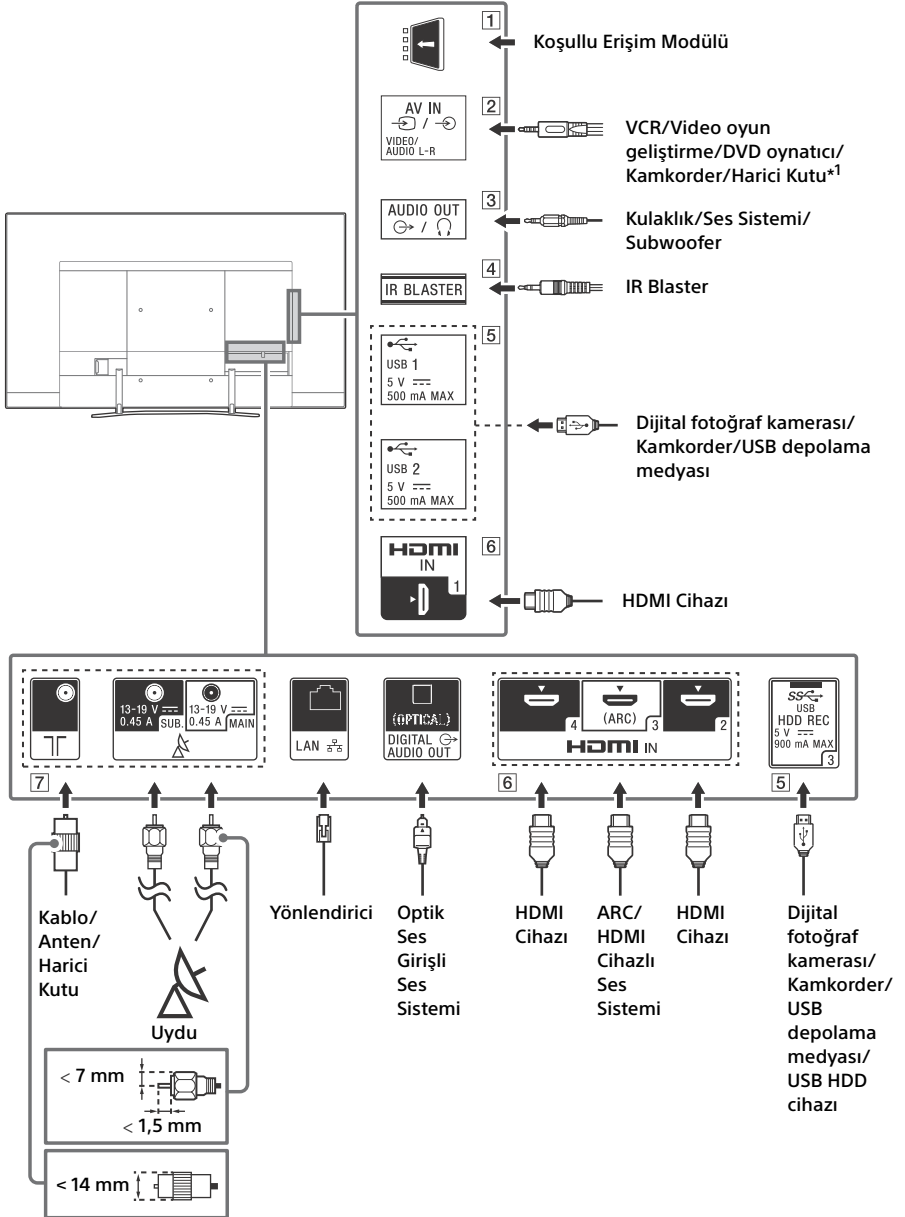 1
Koşullu Erişim Modülü
AV IN
/
VIDEO/
AUDIO L-R
2
VCR/Video oyun
geliştirme/DVD oynatıcı/
Kamkorder/Harici Kutu*1
AUDIO OUT
/
3
Kulaklık/Ses Sistemi/
Subwoofer
IR BLASTER
4
IR Blaster
5
USB 1
5 V
500 mA MAX
USB 2
5 V
500 mA MAX
Dijital fotoğraf kamerası/
Kamkorder/USB depolama
medyası
HDMI
IN
1
6
HDMI Cihazı
13-19 V
0.45 A SUB.
13-19 V
0.45 A MAIN
LAN
(OPTICAL)
DIGITAL
AUDIO OUT
4
(ARC) 3
2
HDMI IN
SS
USB
HDD REC
5 V
900 mA MAX
3
7
6
5
Kablo/
Anten/
Harici
Kutu
Uydu
Yönlendirici
Optik
Ses
Girişli
Ses
Sistemi
HDMI
Cihazı
ARC/
HDMI
Cihazlı
Ses
Sistemi
HDMI
Cihazı
Dijital
fotoğraf
kamerası/
Kamkorder/
USB
depolama
medyası/
USB HDD
cihazı
< 7 mm
< 1,5 mm
< 14 mm